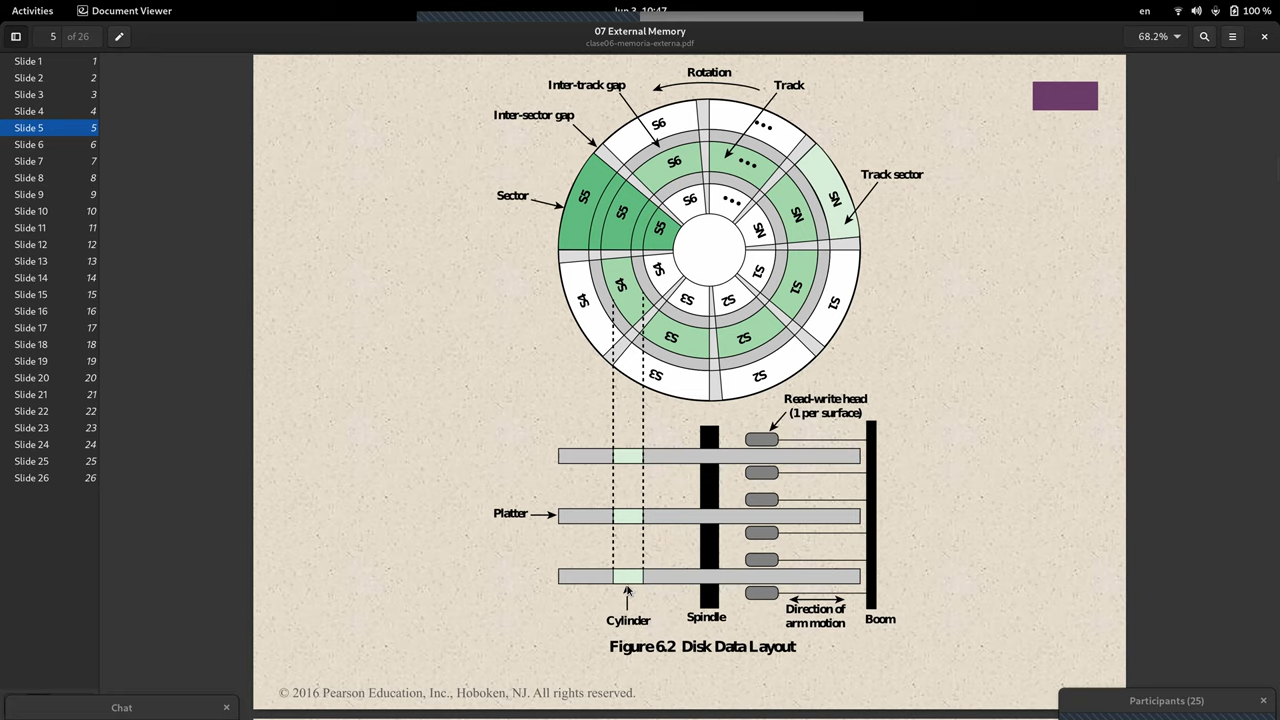 Activities
Document Viewer
Jun 3 10:47
en
100 %
5 of 26
07 External Memory
clase06-memoria-externa.pdf
68.2%
Slide 1 1
Slide 2 2
Slide 3 3
Slide 4 4
Slide 5 5
Slide 6 6
Slide 7 7
Slide 8 8
Slide 9 9
Slide 10 10
Slide 11 11
Slide 12 12
Slide 13 13
Slide 14 14
Slide 15 15
Slide 16 16
Slide 17 17
Slide 18 18
Slide 19 19
Slide 20 20
Slide 21 21
Slide 22 22
Slide 23 23
Slide 24 24
Slide 25 25
Slide 26 26
Rotation
Inter-track gap
Track
Inter-sector gap
Track sector
Sector
S6
• • •
S6
• • •
S6
• • •
SN
SN
SN
S5
S5
S5
S4
S4
S4
S3
S3
S3
S2
S2
S2
S1
S1
S1
Read-write head
(1 per surface)
Platter
Cylinder
Spindle
Direction of
arm motion
Boom
Figure 6.2 Disk Data Layout
© 2016 Pearson Education, Inc., Hoboken, NJ. All rights reserved.
Chat
Participants (25)